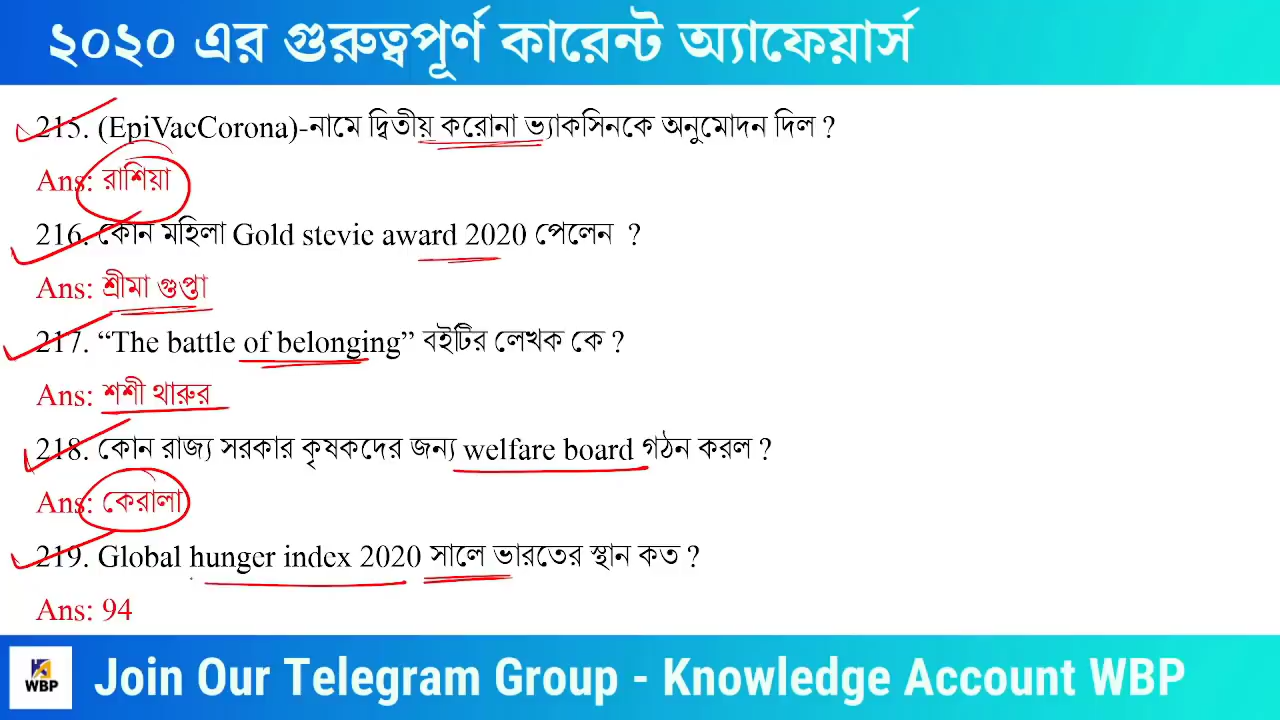 ২০২০ এর গুরুত্বপূর্ণ কারেন্ট অ্যাফেয়ার্স
215. (EpiVacCorona)-নামে দ্বিতীয় করোনা ভ্যাকসিনকে অনুমোদন দিল ?
Ans: রাশিয়া
216. কোন মহিলা Gold stevie award 2020 পেলেন ?
Ans: শ্রীমা গুপ্তা
217. “The battle of belonging” বইটির লেখক কে ?
Ans: শশী থারুর
218. কোন রাজ্য সরকার কৃষকদের জন্য welfare board গঠন করল ?
Ans: কেরালা
219. Global hunger index 2020 সালে ভারতের স্থান কত ?
Ans: 94
WBP
Join Our Telegram Group - Knowledge Account WBP